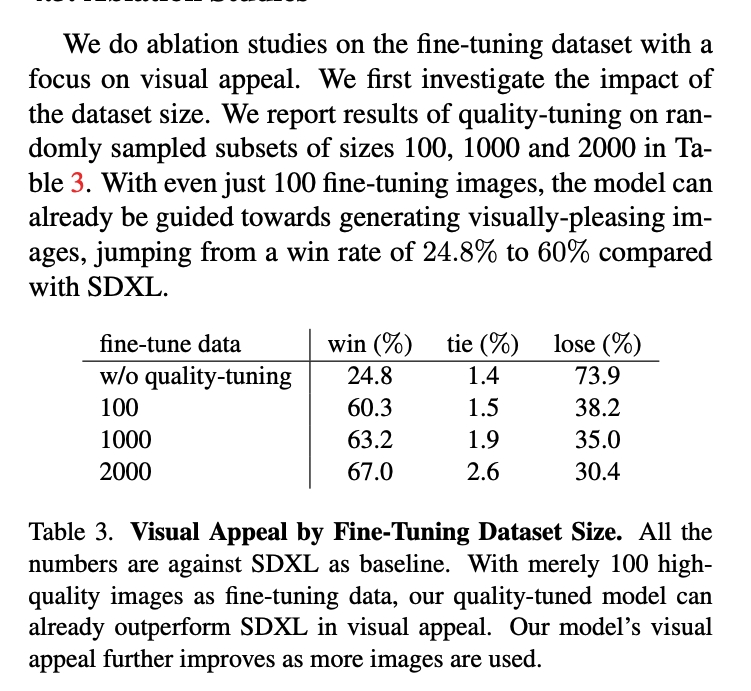 We do ablation studies on the fine-tuning dataset with a
focus on visual appeal. We first investigate the impact of
the dataset size. We report results of quality-tuning on ran-
domly sampled subsets of sizes 100, 1000 and 2000 in Ta-
ble 3. With even just 100 fine-tuning images, the model can
already be guided towards generating visually-pleasing im-
ages, jumping from a win rate of 24.8% to 60% compared
with SDXL.
fine-tune data win (%) tie (%) lose (%)
w/o quality-tuning 24.8 1.4 73.9
100 60.3 1.5 38.2
1000 63.2 1.9 35.0
2000 67.0 2.6 30.4
Table 3. Visual Appeal by Fine-Tuning Dataset Size. All the
numbers are against SDXL as baseline. With merely 100 high-
quality images as fine-tuning data, our quality-tuned model can
already outperform SDXL in visual appeal. Our model's visual
appeal further improves as more images are used.